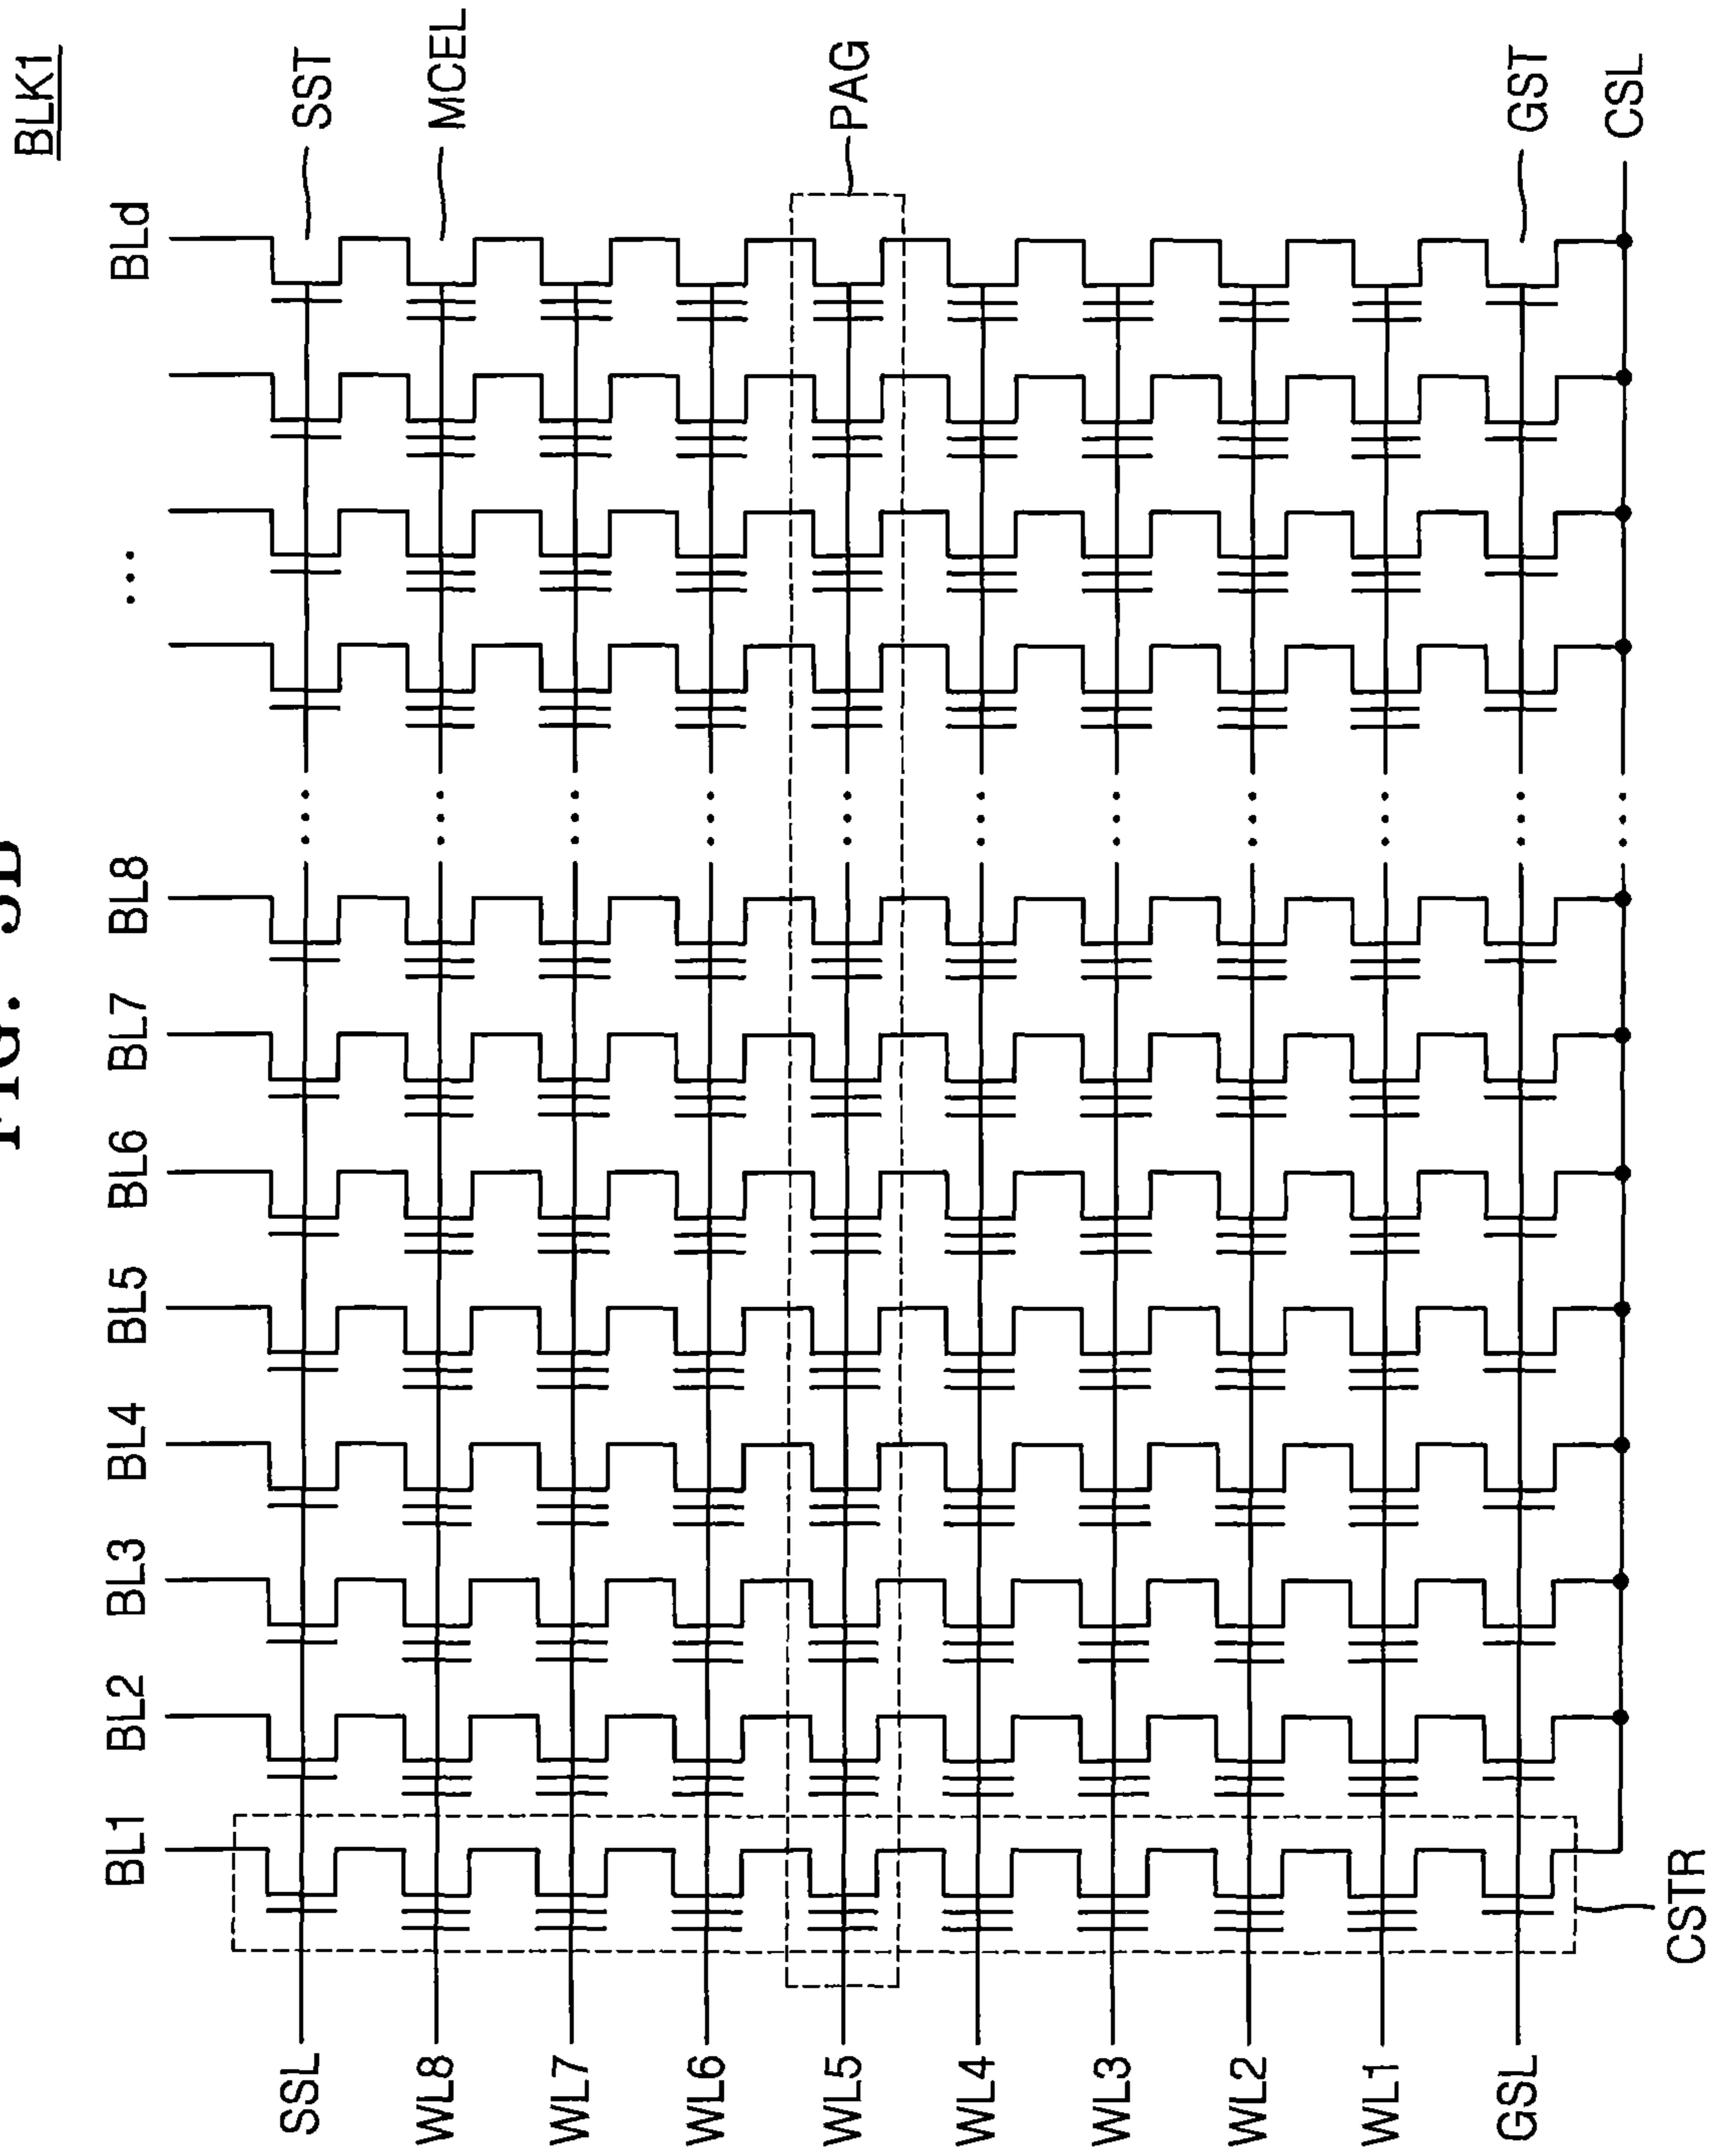 BLK1
BL1 BL2 BL3 BL4 BL5 BL6 BL7 BL8 ... BLd
SSL ... SST
WL8 ... MCEL
WL7 ...
WL6 ...
WL5 ... PAG
WL4 ...
WL3 ...
WL2 ...
WL1 ...
GSL ... GST
... CSL
CSTR